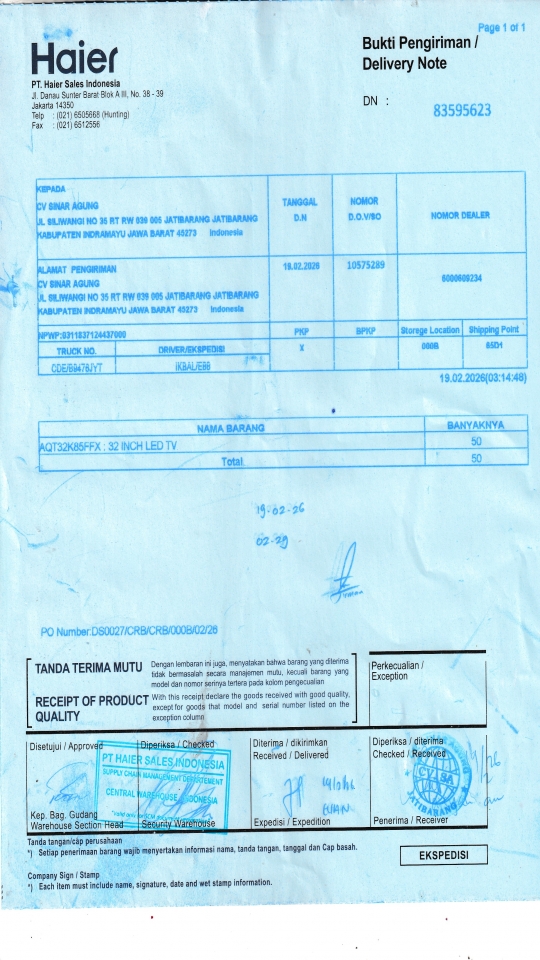 Page 1 of 1
Haier
Bukti Pengiriman /
Delivery Note
PT. Haier Sales Indonesia
Jl. Danau Sunter Barat Blok A III, No. 38 - 39
Jakarta 14350
Telp : (021) 6505668 (Hunting)
Fax : (021) 6512556
DN : 83595623
KEPADA
CV SINAR AGUNG
JL SILIWANGI NO 35 RT RW 039 005 JATIBARANG JATIBARANG
KABUPATEN INDRAMAYU JAWA BARAT 45273 Indonesia
TANGGAL
D.N
NOMOR
D.O.V/SO
NOMOR DEALER
ALAMAT PENGIRIMAN
CV SINAR AGUNG
JL SILIWANGI NO 35 RT RW 039 005 JATIBARANG JATIBARANG
KABUPATEN INDRAMAYU JAWA BARAT 45273 Indonesia
19.02.2026
10575289
6000609234
NPWP:0311837124437000
PKP
BPKP
Storege Location
Shipping Point
TRUCK NO.
DRIVER/EKSPEDISI
X
000B
65D1
CDE/B9478JYT
IKBAL/EBB
19.02.2026(03:14:48)
NAMA BARANG
BANYAKNYA
AQT32K85FFX : 32 INCH LED TV
50
Total
50
19-02-26
02-29
PO Number:DS0027/CRB/CRB/000B/02/26
TANDA TERIMA MUTU
Dengan lembaran ini juga, menyatakan bahwa barang yang diterima
tidak bermasalah secara manajemen mutu, kecuali barang yang
model dan nomor serinya tertera pada kolom pengecualian
RECEIPT OF PRODUCT
QUALITY
With this receipt declare the goods received with good quality,
except for goods that model and serial number listed on the
exception column
Perkecualian /
Exception
Disetujui / Approved
Diperiksa / Checked
Diterima / dikirimkan
Received / Delivered
Diperiksa / diterima
Checked / Received
PT HAIER SALES INDONESIA
SUPPLY CHAIN MANAGEMENT DEPARTEMENT
CENTRAL WAREHOUSE INDONESIA
CV. SA
JATIBARANG
Kep. Bag. Gudang
Warehouse Section Head
Security Warehouse
Expedisi / Expedition
Penerima / Receiver
Tanda tangan/cap perusahaan
*) Setiap penerimaan barang wajib menyertakan informasi nama, tanda tangan, tanggal dan Cap basah.
EKSPEDISI
Company Sign / Stamp
*) Each item must include name, signature, date and wet stamp information.